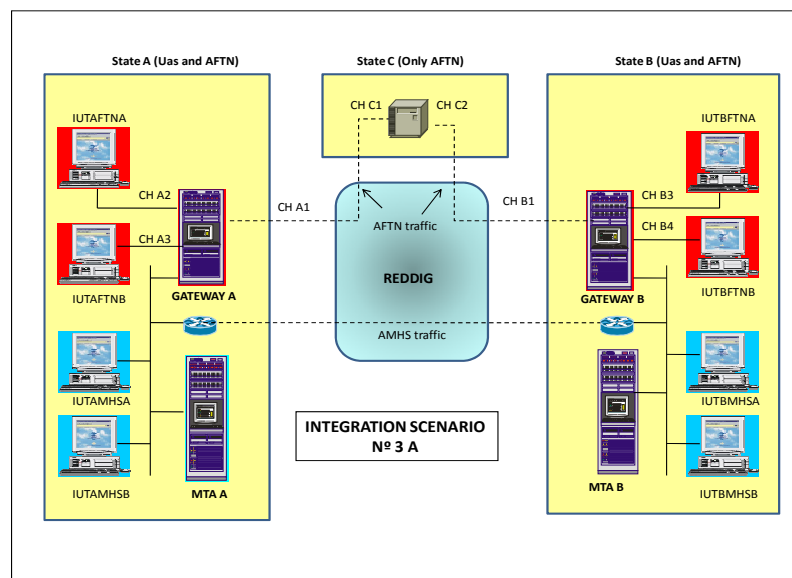 State A (Uas and AFTN)
State C (Only AFTN)
State B (Uas and AFTN)
IUTAFTNA
CH C1
CH C2
IUTBFTNA
CH A2
CH A1
CH B1
CH B3
CH A3
AFTN traffic
CH B4
IUTAFTNB
GATEWAY A
REDDIG
GATEWAY B
IUTBFTNB
AMHS traffic
IUTAMHSA
IUTBMHSA
INTEGRATION SCENARIO
Nº 3 A
IUTAMHSB
MTA A
MTA B
IUTBMHSB